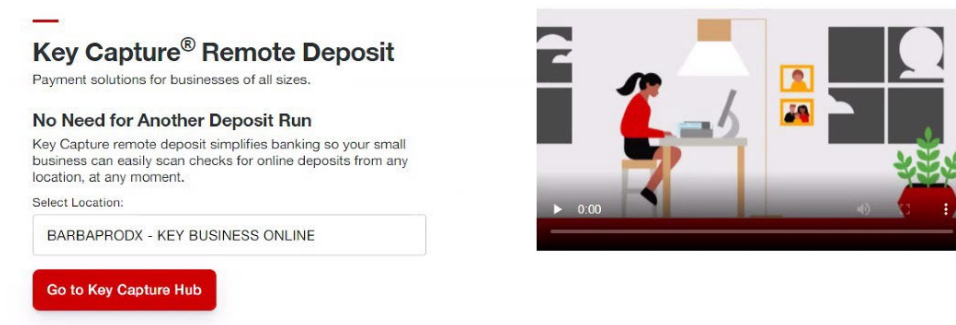 Key Capture® Remote Deposit
Payment solutions for businesses of all sizes.
No Need for Another Deposit Run
Key Capture remote deposit simplifies banking so your small
business can easily scan checks for online deposits from any
location, at any moment.
Select Location:
BARBAPRODX - KEY BUSINESS ONLINE
Go to Key Capture Hub
0:00